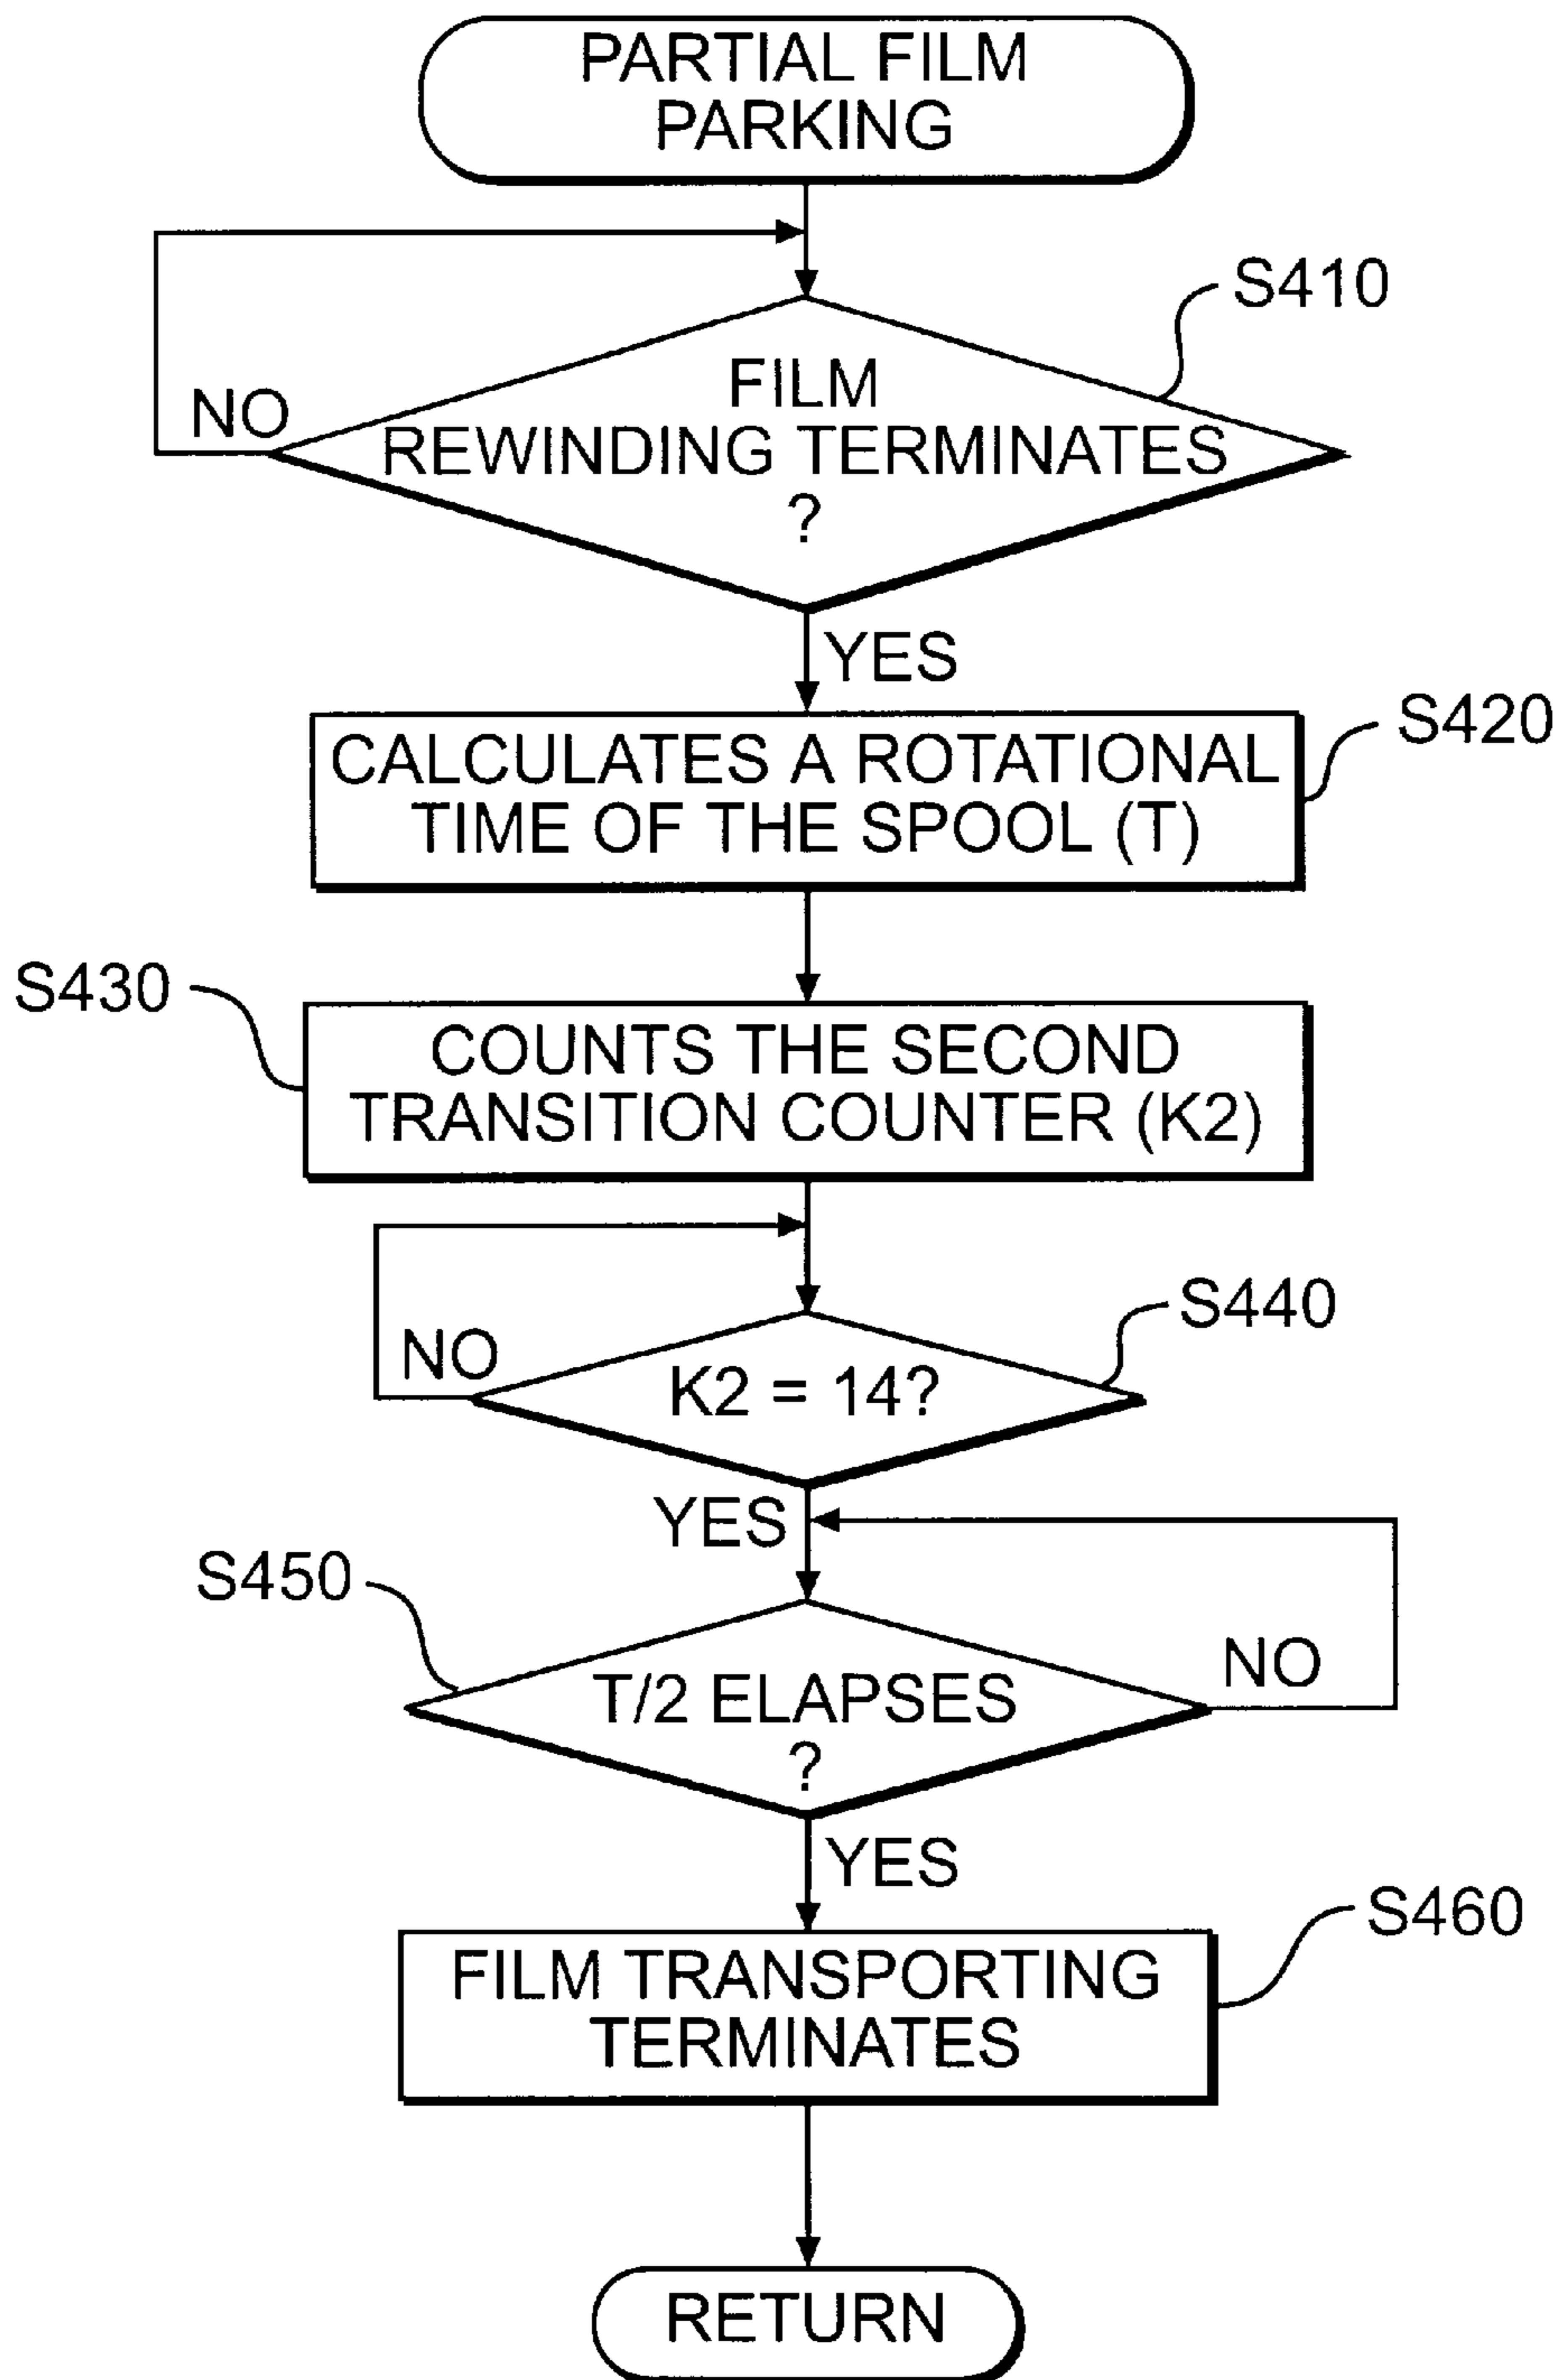 PARTIAL FILM
PARKING
S410
FILM
NO
REWINDING TERMINATES
?
YES
S420
CALCULATES A ROTATIONAL
TIME OF THE SPOOL (T)
S430
COUNTS THE SECOND
TRANSITION COUNTER (K2)
S440
NO
K2 = 14?
YES
S450
NO
T/2 ELAPSES
?
YES
S460
FILM TRANSPORTING
TERMINATES
RETURN